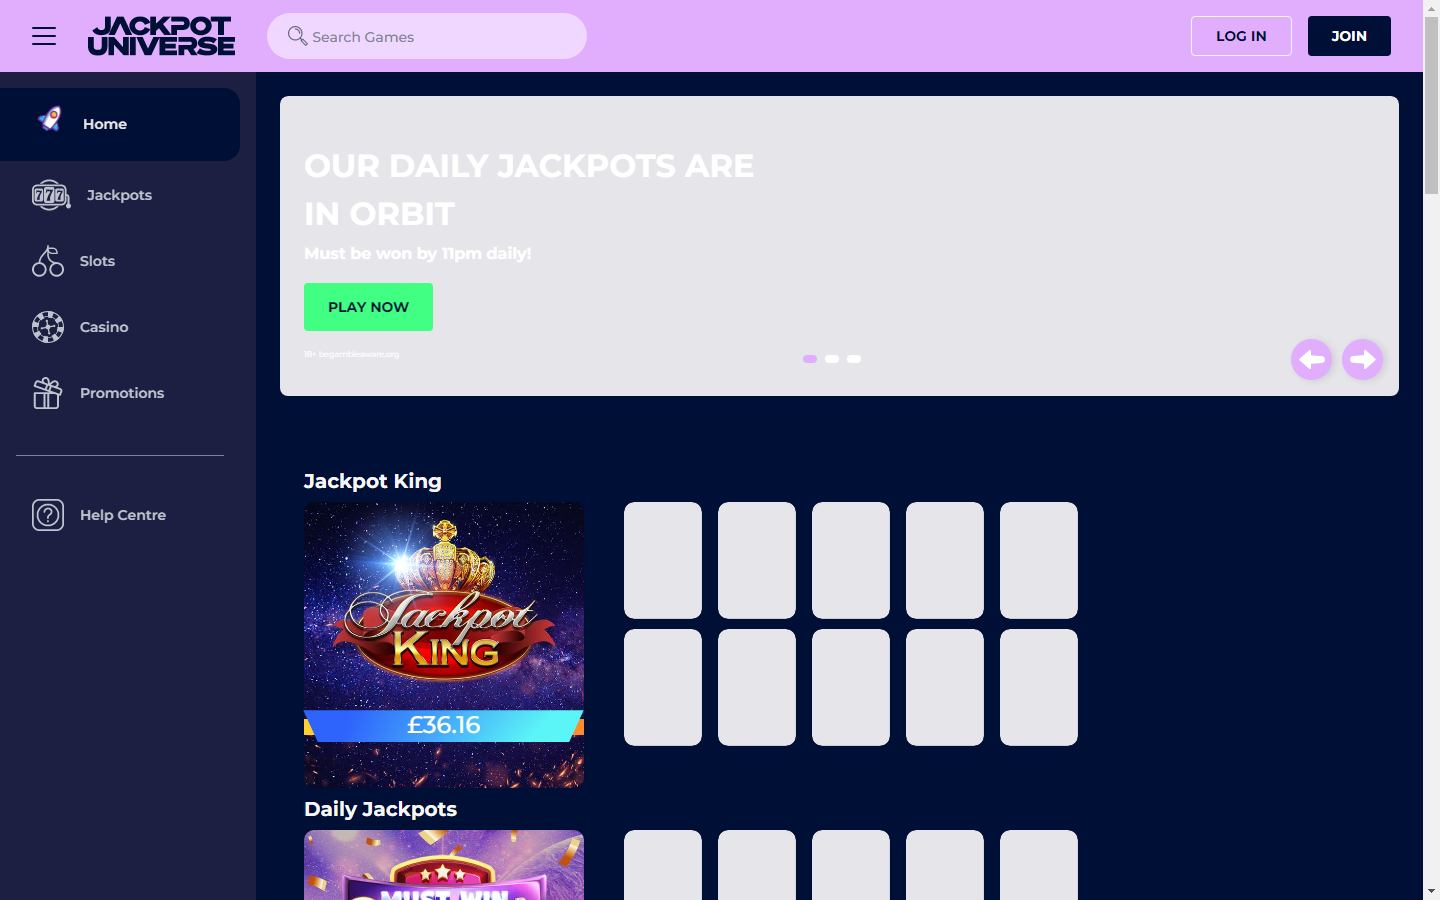 JACKPOT
UNIVERSE
Search Games
LOG IN
JOIN
Home
777
Jackpots
Slots
Casino
Promotions
Help Centre
OUR DAILY JACKPOTS ARE
IN ORBIT
Must be won by 11pm daily!
PLAY NOW
18+ begambleaware.org
Jackpot King
Jackpot
KING
£36.16
Daily Jackpots
MUST WIN